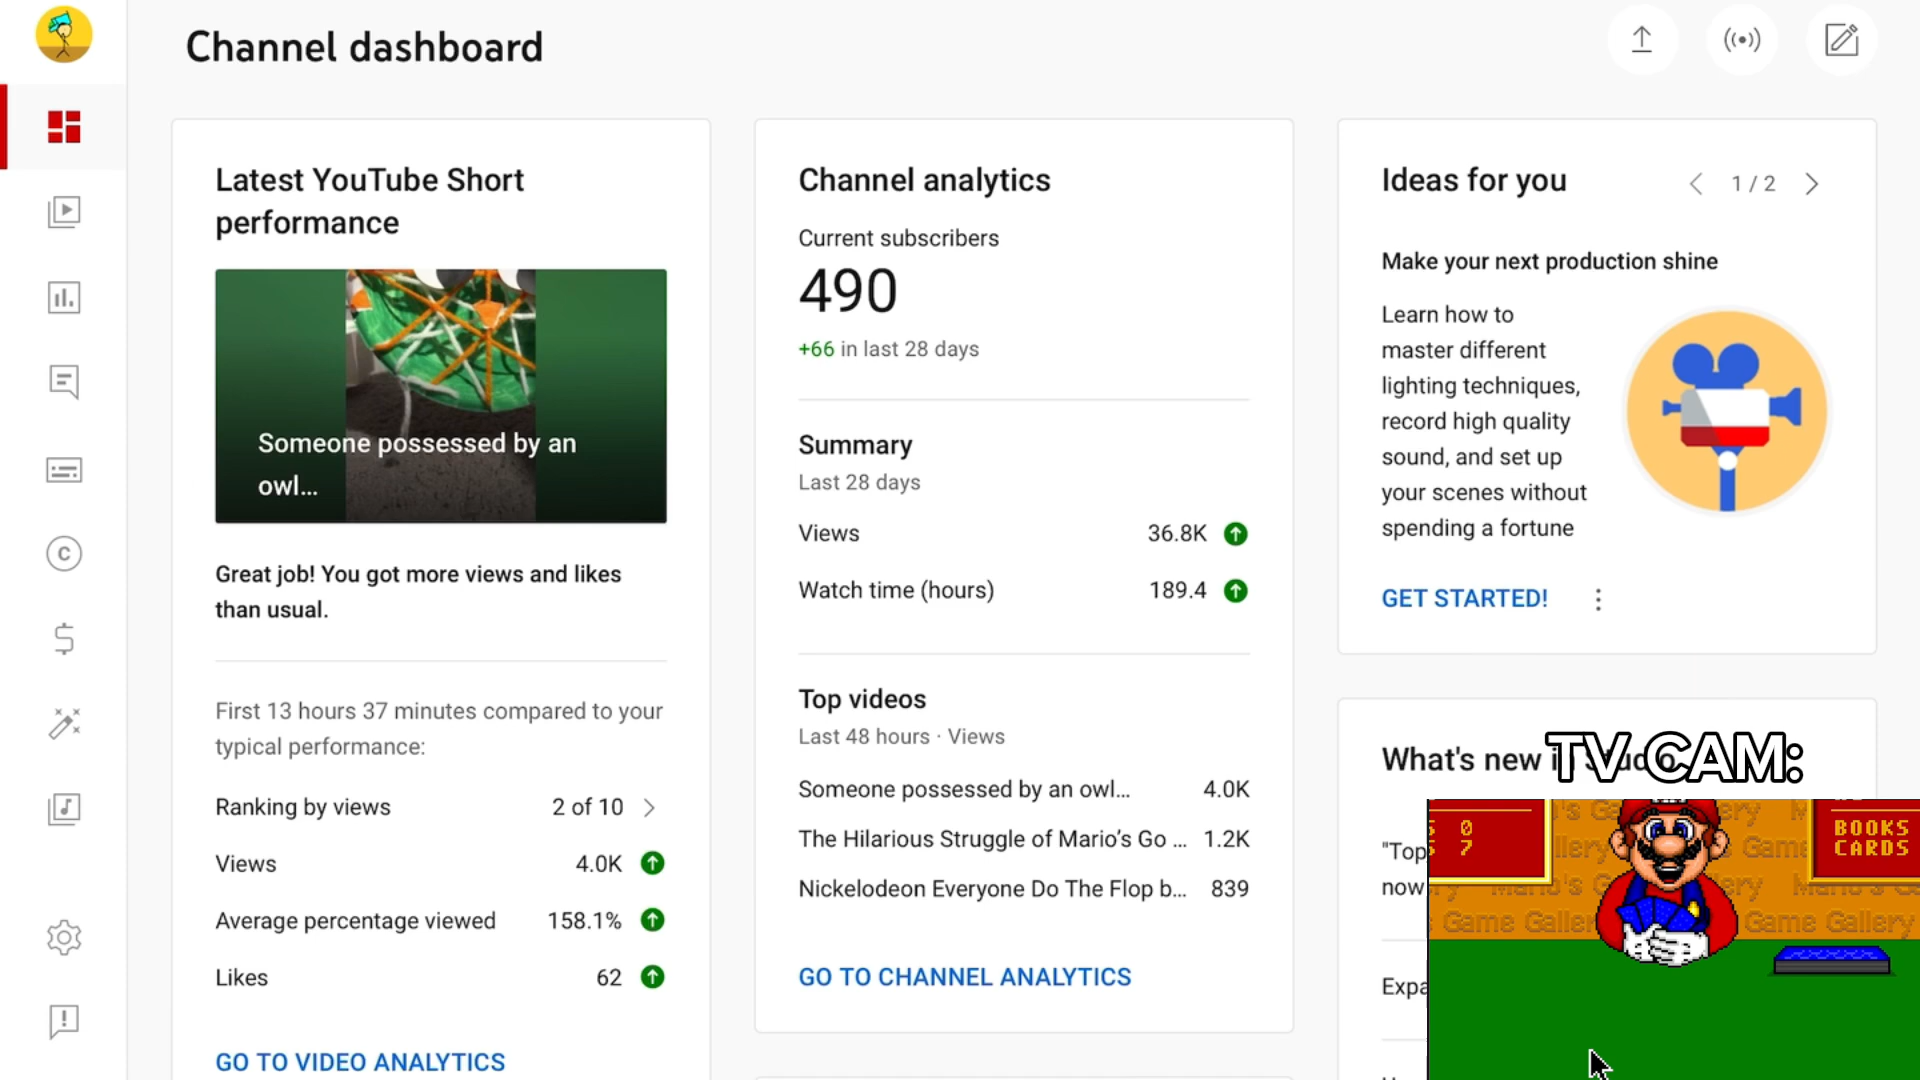 Channel dashboard
Latest YouTube Short
performance
Someone possessed by an
owl...
Great job! You got more views and likes
than usual.
First 13 hours 37 minutes compared to your
typical performance:
Ranking by views 2 of 10
Views 4.0K
Average percentage viewed 158.1%
Likes 62
GO TO VIDEO ANALYTICS
Channel analytics
Current subscribers
490
+66 in last 28 days
Summary
Last 28 days
Views 36.8K
Watch time (hours) 189.4
Top videos
Last 48 hours · Views
Someone possessed by an owl... 4.0K
The Hilarious Struggle of Mario’s Go ... 1.2K
Nickelodeon Everyone Do The Flop b... 839
GO TO CHANNEL ANALYTICS
Ideas for you
1 / 2
Make your next production shine
Learn how to
master different
lighting techniques,
record high quality
sound, and set up
your scenes without
spending a fortune
GET STARTED!
What's new
TV CAM:
"Top
now
0
7
BOOKS
CARDS
Mario's Game Gallery
Game Gallery